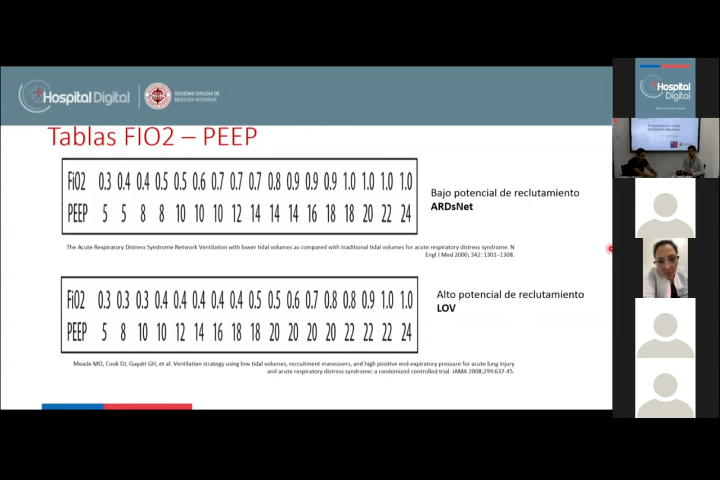 Hospital Digital
SOCIEDAD CHILENA DE
MEDICINA INTENSIVA
Tablas FIO2 – PEEP
FiO2 0.3 0.4 0.4 0.5 0.5 0.6 0.7 0.7 0.7 0.8 0.9 0.9 0.9 1.0 1.0 1.0 1.0
PEEP 5 5 8 8 10 10 10 12 14 14 14 16 18 18 20 22 24
Bajo potencial de reclutamiento
ARDsNet
The Acute Respiratory Distress Syndrome Network Ventilation with lower tidal volumes as compared with traditional tidal volumes for acute respiratory distress syndrome. N
Engl J Med 2000; 342: 1301–1308.
FiO2 0.3 0.3 0.3 0.4 0.4 0.4 0.4 0.4 0.5 0.5 0.6 0.7 0.8 0.8 0.9 1.0 1.0
PEEP 5 8 10 10 12 14 16 18 18 20 20 20 20 22 22 22 24
Alto potencial de reclutamiento
LOV
Meade MO, Cook DJ, Guyatt GH, et al. Ventilation strategy using low tidal volumes, recruitment maneuvers, and high positive end-expiratory pressure for acute lung injury
and acute respiratory distress syndrome: a randomized controlled trial. JAMA 2008;299:637-45.
Hospital
Digital